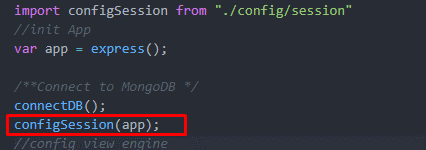 import configSession from "./config/session"
//init App
var app = express();
/**Connect to MongoDB */
connectDB();
configSession(app);
//config view engine